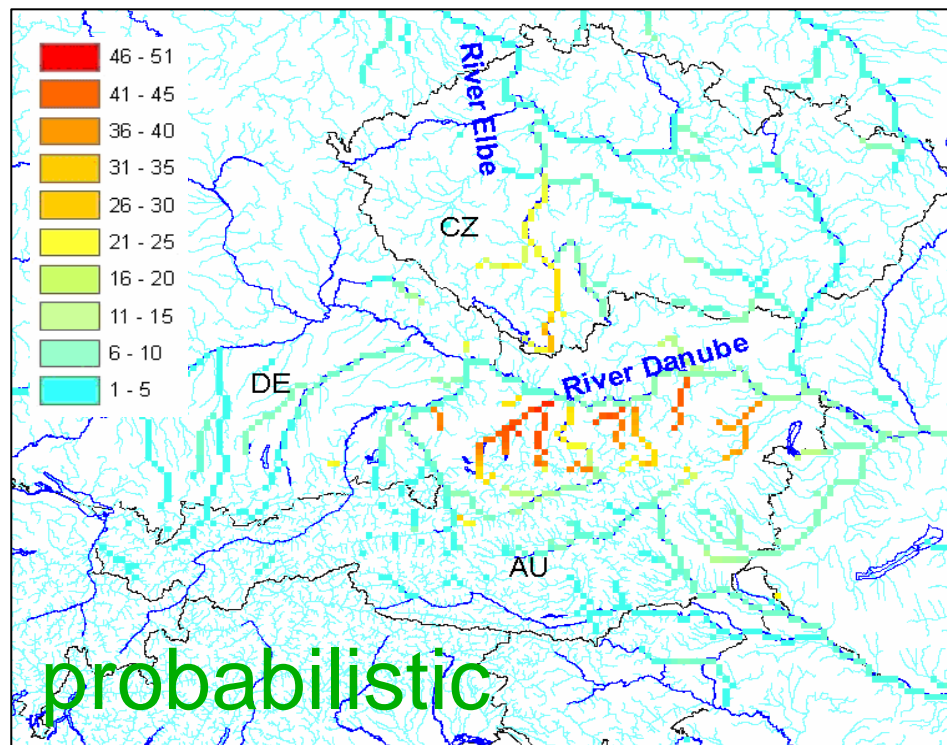 46 - 51
41 - 45
36 - 40
31 - 35
26 - 30
21 - 25
16 - 20
11 - 15
6 - 10
1 - 5
River Elbe
CZ
River Danube
DE
AU
probabilistic